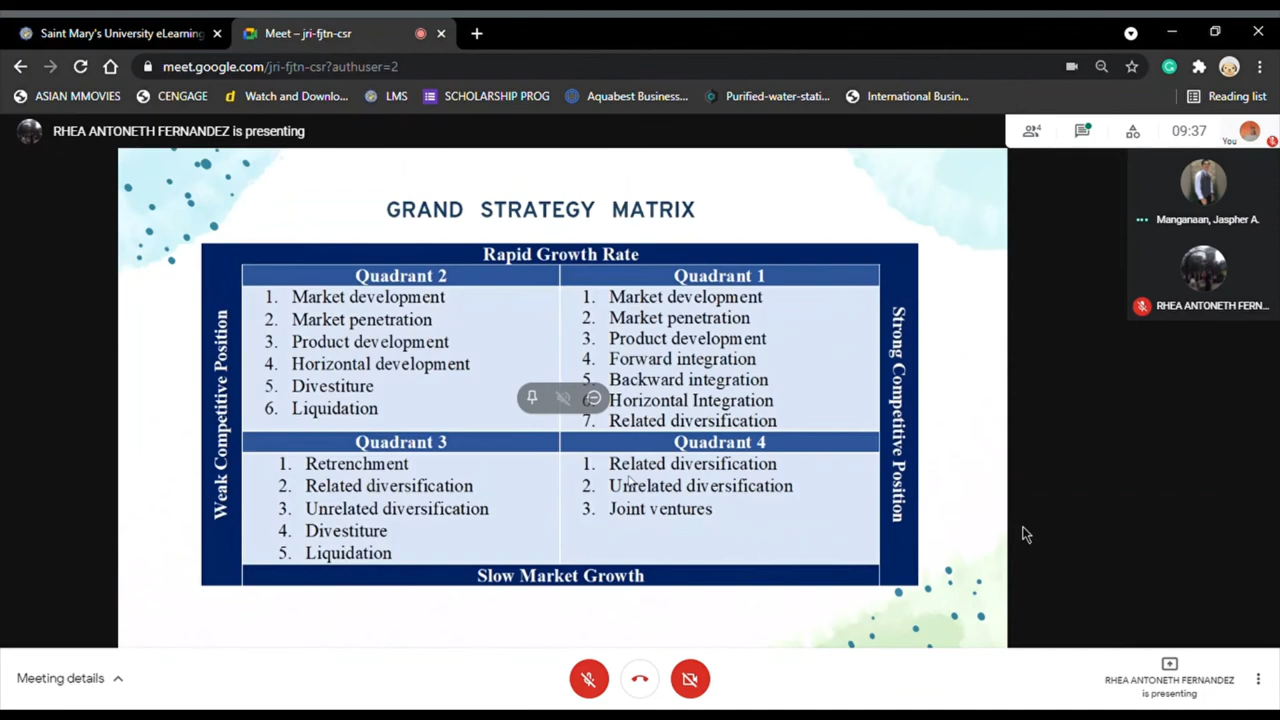 Saint Mary's University eLearning
Meet – jri-fjtn-csr
meet.google.com/jri-fjtn-csr?authuser=2
ASIAN MMOVIES
CENGAGE
Watch and Downlo...
LMS
SCHOLARSHIP PROG
Aquabest Business...
Purified-water-stati...
International Busin...
Reading list
RHEA ANTONETH FERNANDEZ is presenting
4
09:37
You
Manganaan, Jaspher A.
RHEA ANTONETH FERN...
GRAND STRATEGY MATRIX
Rapid Growth Rate
Weak Competitive Position
Quadrant 2
1. Market development
2. Market penetration
3. Product development
4. Horizontal development
5. Divestiture
6. Liquidation
Quadrant 1
1. Market development
2. Market penetration
3. Product development
4. Forward integration
5. Backward integration
6. Horizontal Integration
7. Related diversification
Strong Competitive Position
Quadrant 3
1. Retrenchment
2. Related diversification
3. Unrelated diversification
4. Divestiture
5. Liquidation
Quadrant 4
1. Related diversification
2. Unrelated diversification
3. Joint ventures
Slow Market Growth
Meeting details
RHEA ANTONETH FERNANDEZ
is presenting